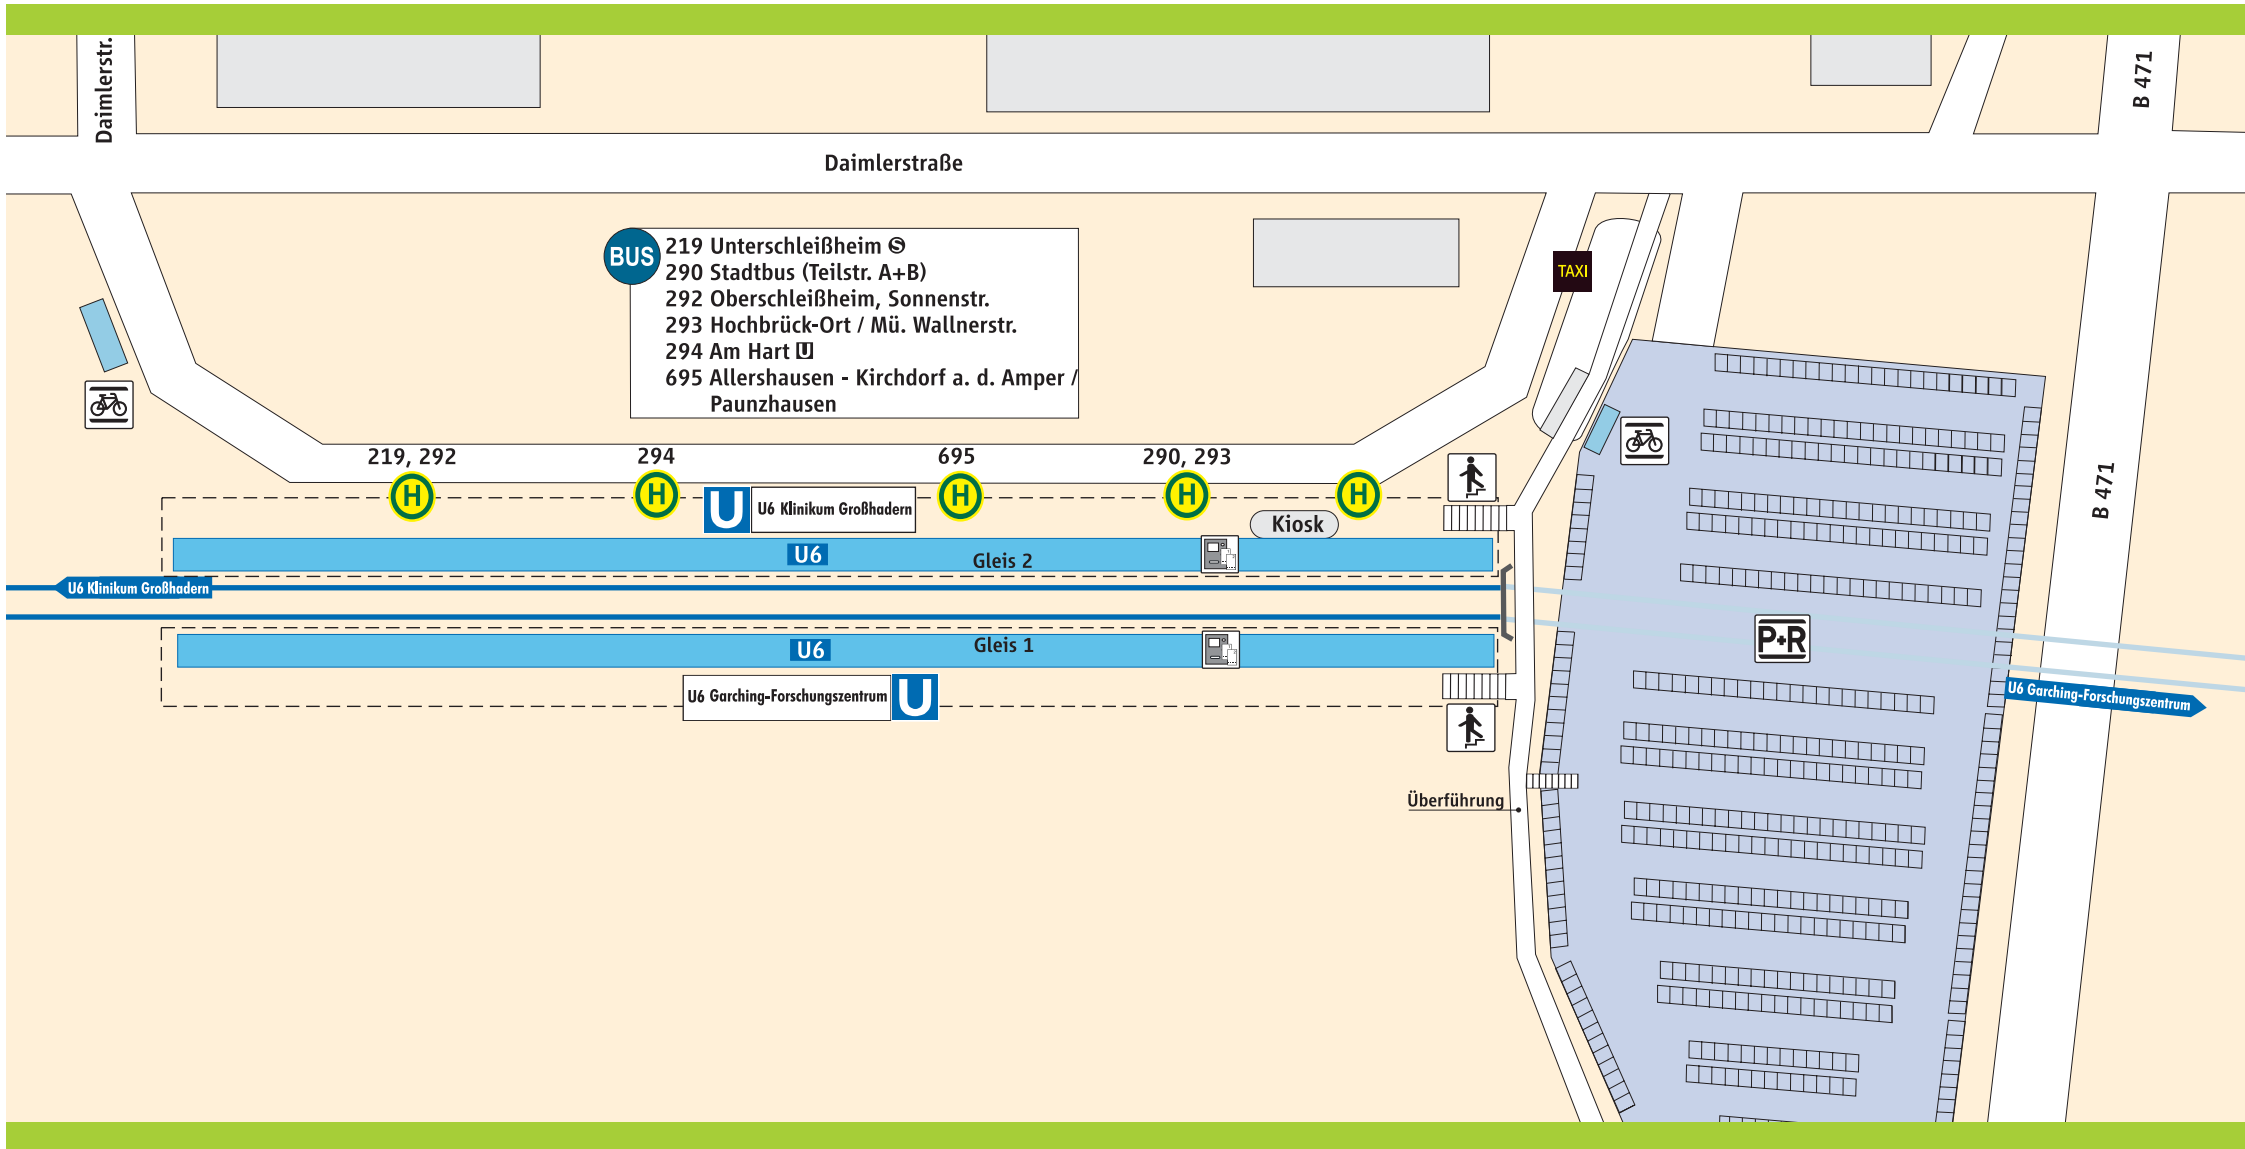 Daimlerstr.
B 471
Daimlerstraße
BUS
219 Unterschleißheim S
290 Stadtbus (Teilstr. A+B)
292 Oberschleißheim, Sonnenstr.
293 Hochbrück-Ort / Mü. Wallnerstr.
294 Am Hart U
695 Allershausen - Kirchdorf a. d. Amper /
Paunzhausen
TAXI
219, 292
294
695
290, 293
H
H
H
H
H
U
U6 Klinikum Großhadern
Kiosk
B 471
U6
Gleis 2
U6 Klinikum Großhadern
U6
Gleis 1
P+R
U6 Garching-Forschungszentrum
U
U6 Garching-Forschungszentrum
Überführung